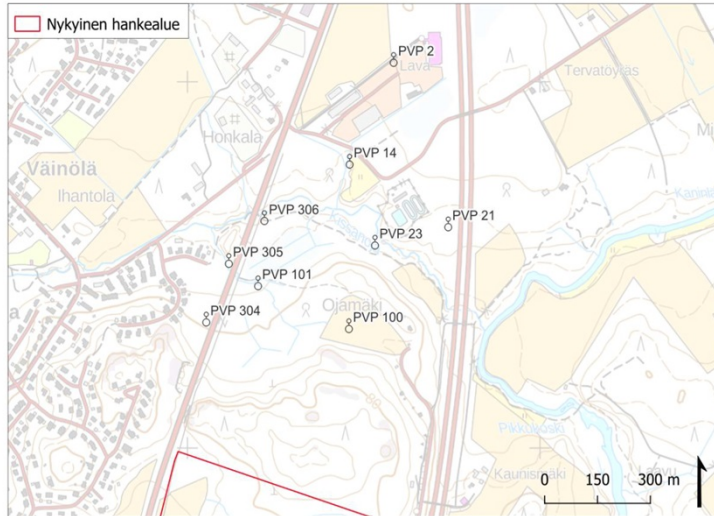 Nykyinen hankealue
PVP 2
Lava
Tervatöyräs
Honkala
PVP 14
Väinölä
Ihantola
PVP 306
PVP 21
PVP 23
PVP 305
PVP 101
Ojamäki
PVP 304
PVP 100
Pikkukoski
Kaunismäki
0 150 300 m